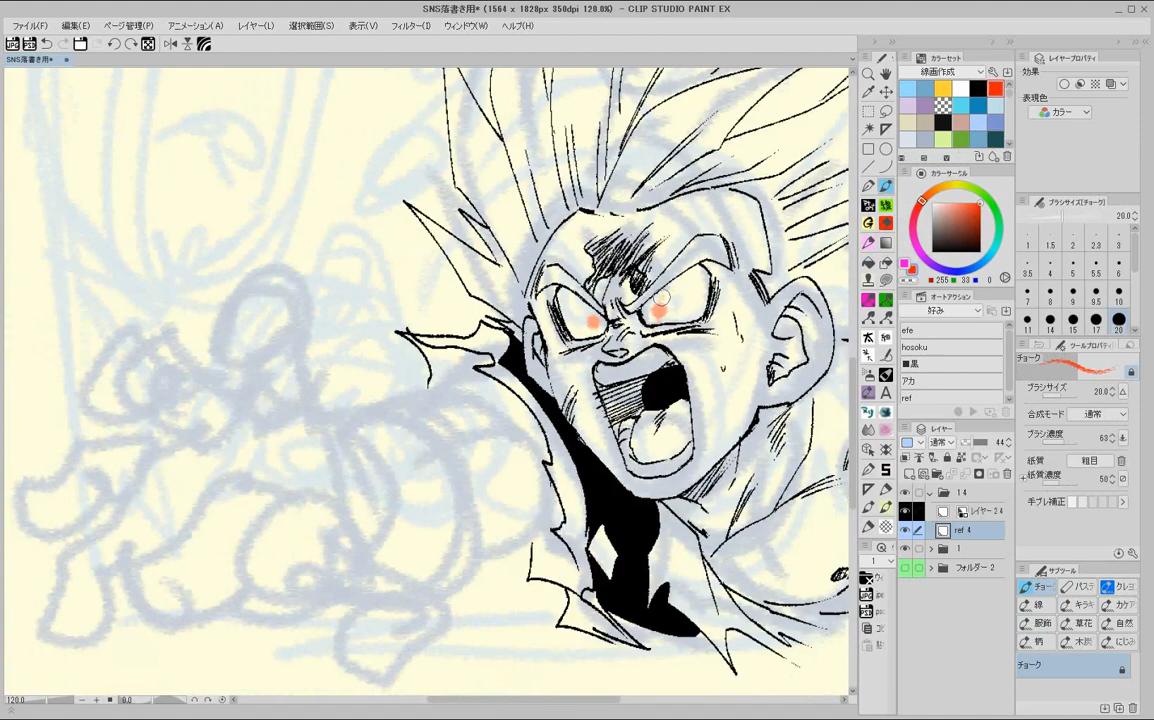 SNS落書き用* (1564 x 1828px 350dpi 120.0%) - CLIP STUDIO PAINT EX
ファイル(F) 編集(E) ページ管理(P) アニメーション(A) レイヤー(L) 選択範囲(S) 表示(V) フィルター(I) ウィンドウ(W) ヘルプ(H)
SNS落書き用*
カラーセット
線画作成
カラーサークル
255 33 0
オートアクション
好み
efe
hosoku
■黒
アカ
ref
レイヤー
通常 44
1 4
レイヤー 2 4
ref 4
1
フォルダー 2
レイヤープロパティ
効果
表現色
カラー
ブラシサイズ(チョーク)
20.0
1 1.5 2 2.3 3
3.5 4 5 6 6
7 8 9 9 10
11 14 15 17 20
ツールプロパティ
チョーク
ブラシサイズ 20.0
合成モード 通常
ブラシ濃度 63
紙質 粗目
紙質濃度 50
手ブレ補正
サブツール
チョー パステ クレヨ
線 キラキ カケア
服飾 草花 自然
柄 木炭 にじみ
チョーク
120.0 0.0